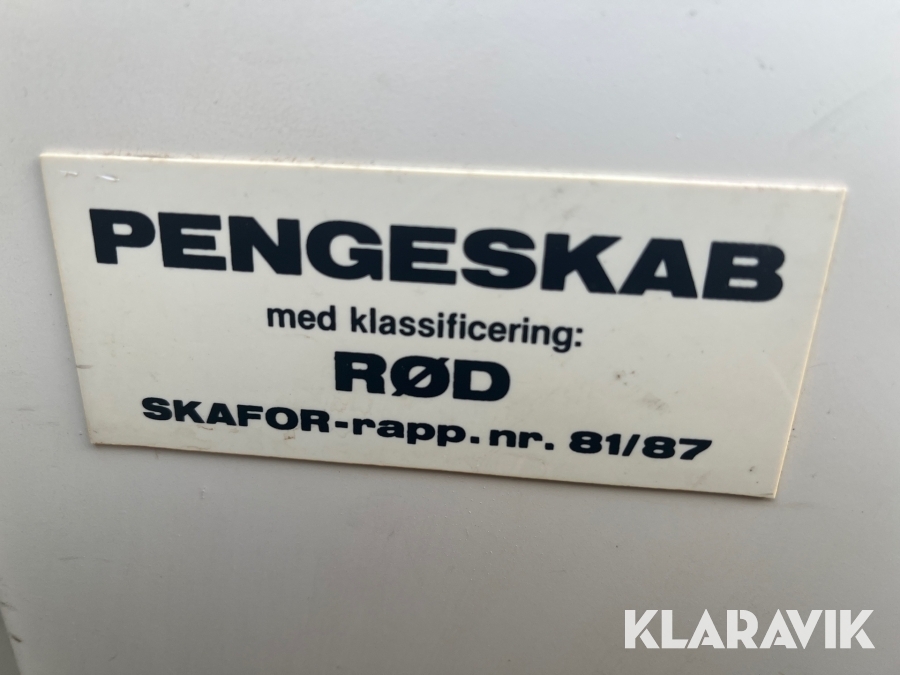 PENGESKAB
med klassificering:
RØD
SKAFOR-rapp.nr. 81/87
KLARAVIK